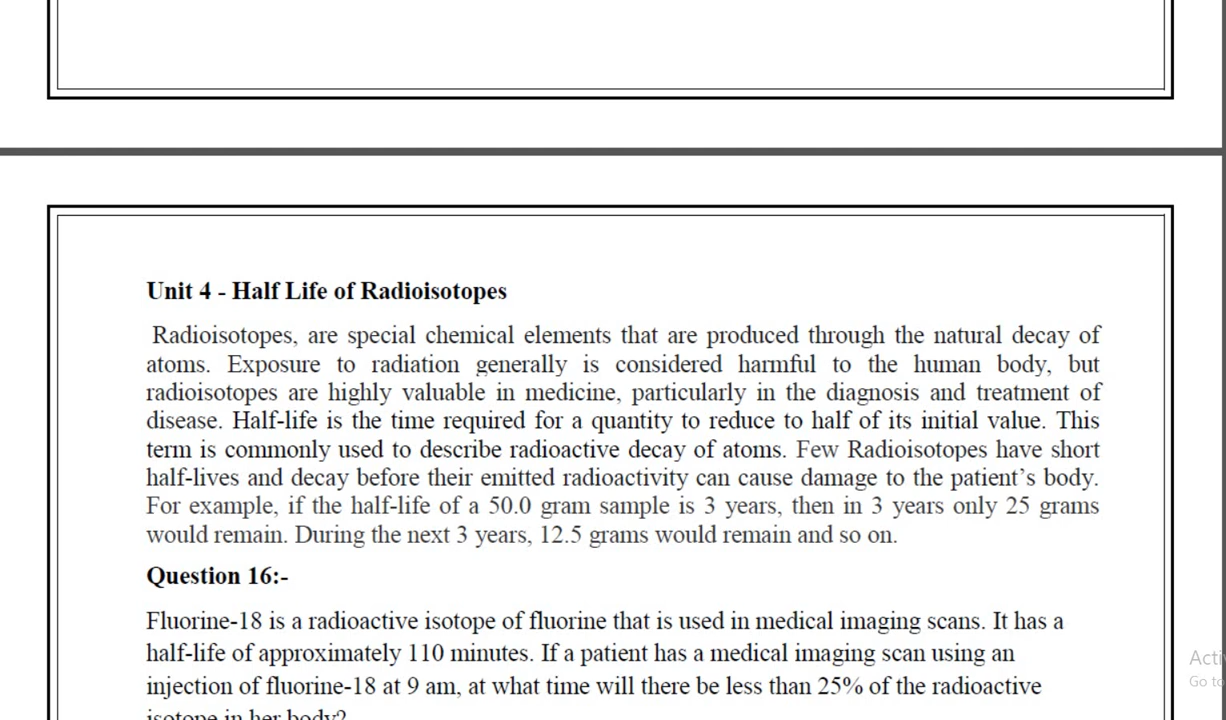 Unit 4 - Half Life of Radioisotopes
Radioisotopes, are special chemical elements that are produced through the natural decay of
atoms. Exposure to radiation generally is considered harmful to the human body, but
radioisotopes are highly valuable in medicine, particularly in the diagnosis and treatment of
disease. Half-life is the time required for a quantity to reduce to half of its initial value. This
term is commonly used to describe radioactive decay of atoms. Few Radioisotopes have short
half-lives and decay before their emitted radioactivity can cause damage to the patient’s body.
For example, if the half-life of a 50.0 gram sample is 3 years, then in 3 years only 25 grams
would remain. During the next 3 years, 12.5 grams would remain and so on.
Question 16:-
Fluorine-18 is a radioactive isotope of fluorine that is used in medical imaging scans. It has a
half-life of approximately 110 minutes. If a patient has a medical imaging scan using an
injection of fluorine-18 at 9 am, at what time will there be less than 25% of the radioactive
isotope in her body?
Go to